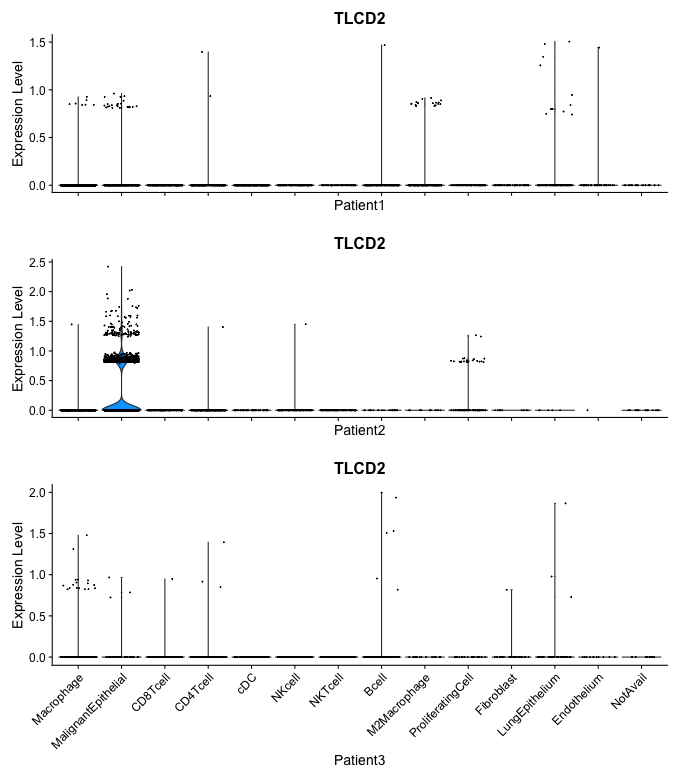 TLCD2
Expression Level
1.5
1.0
0.5
0.0
Patient1
TLCD2
Expression Level
2.5
2.0
1.5
1.0
0.5
0.0
Patient2
TLCD2
Expression Level
2.0
1.5
1.0
0.5
0.0
Macrophage
MalignantEpithelial
CD8Tcell
CD4Tcell
cDC
NKcell
NKTcell
Bcell
M2Macrophage
ProliferatingCell
Fibroblast
LungEpithelium
Endothelium
NotAvail
Patient3